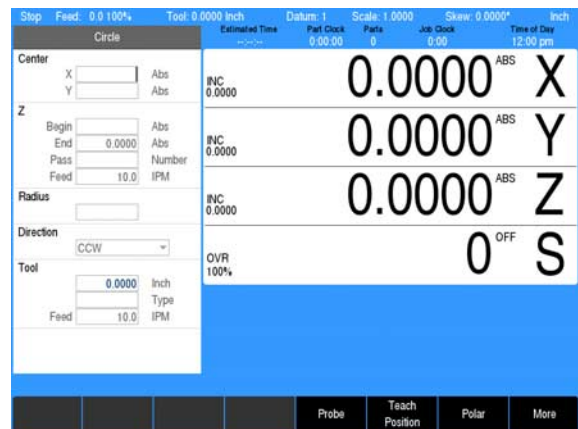 Stop Feed: 0.0 100% Tool: 0.0000 Inch Datum: 1 Scale: 1.0000 Skew: 0.0000° Inch
Circle
Estimated Time Part Clock Parts Job Clock Time of Day
--:--:-- 0:00:00 0 0:00 12:00 pm
Center
X Abs
Y Abs
Z
Begin Abs
End 0.0000 Abs
Pass Number
Feed 10.0 IPM
Radius
Direction
CCW
Tool
0.0000 Inch
Type
Feed 10.0 IPM
INC
0.0000
0.0000 ABS X
INC
0.0000
0.0000 ABS Y
INC
0.0000
0.0000 ABS Z
OVR
100%
0 OFF S
Probe
Teach
Position
Polar
More